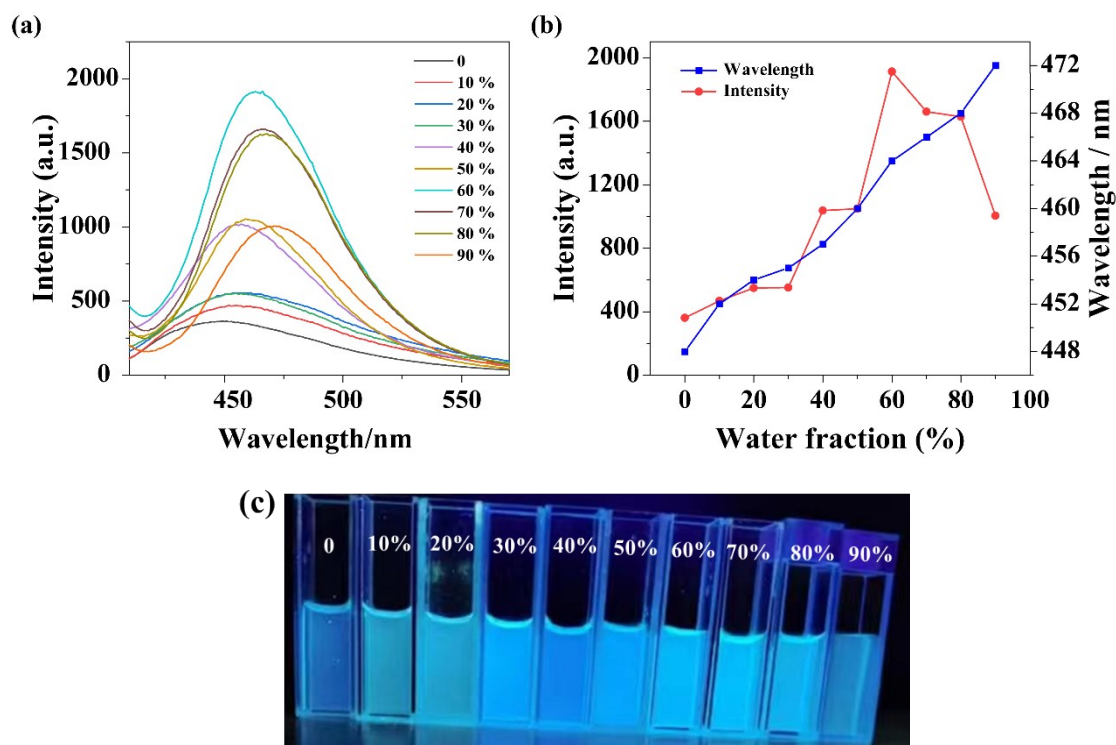 (a)
2000
1500
1000
500
0
Intensity (a.u.)
450 500 550
Wavelength/nm
0
10 %
20 %
30 %
40 %
50 %
60 %
70 %
80 %
90 %
(b)
2000
1600
1200
800
400
0
Intensity (a.u.)
Wavelength
Intensity
472
468
464
460
456
452
448
Wavelength / nm
0 20 40 60 80 100
Water fraction (%)
(c)
0 10% 20% 30% 40% 50% 60% 70% 80% 90%